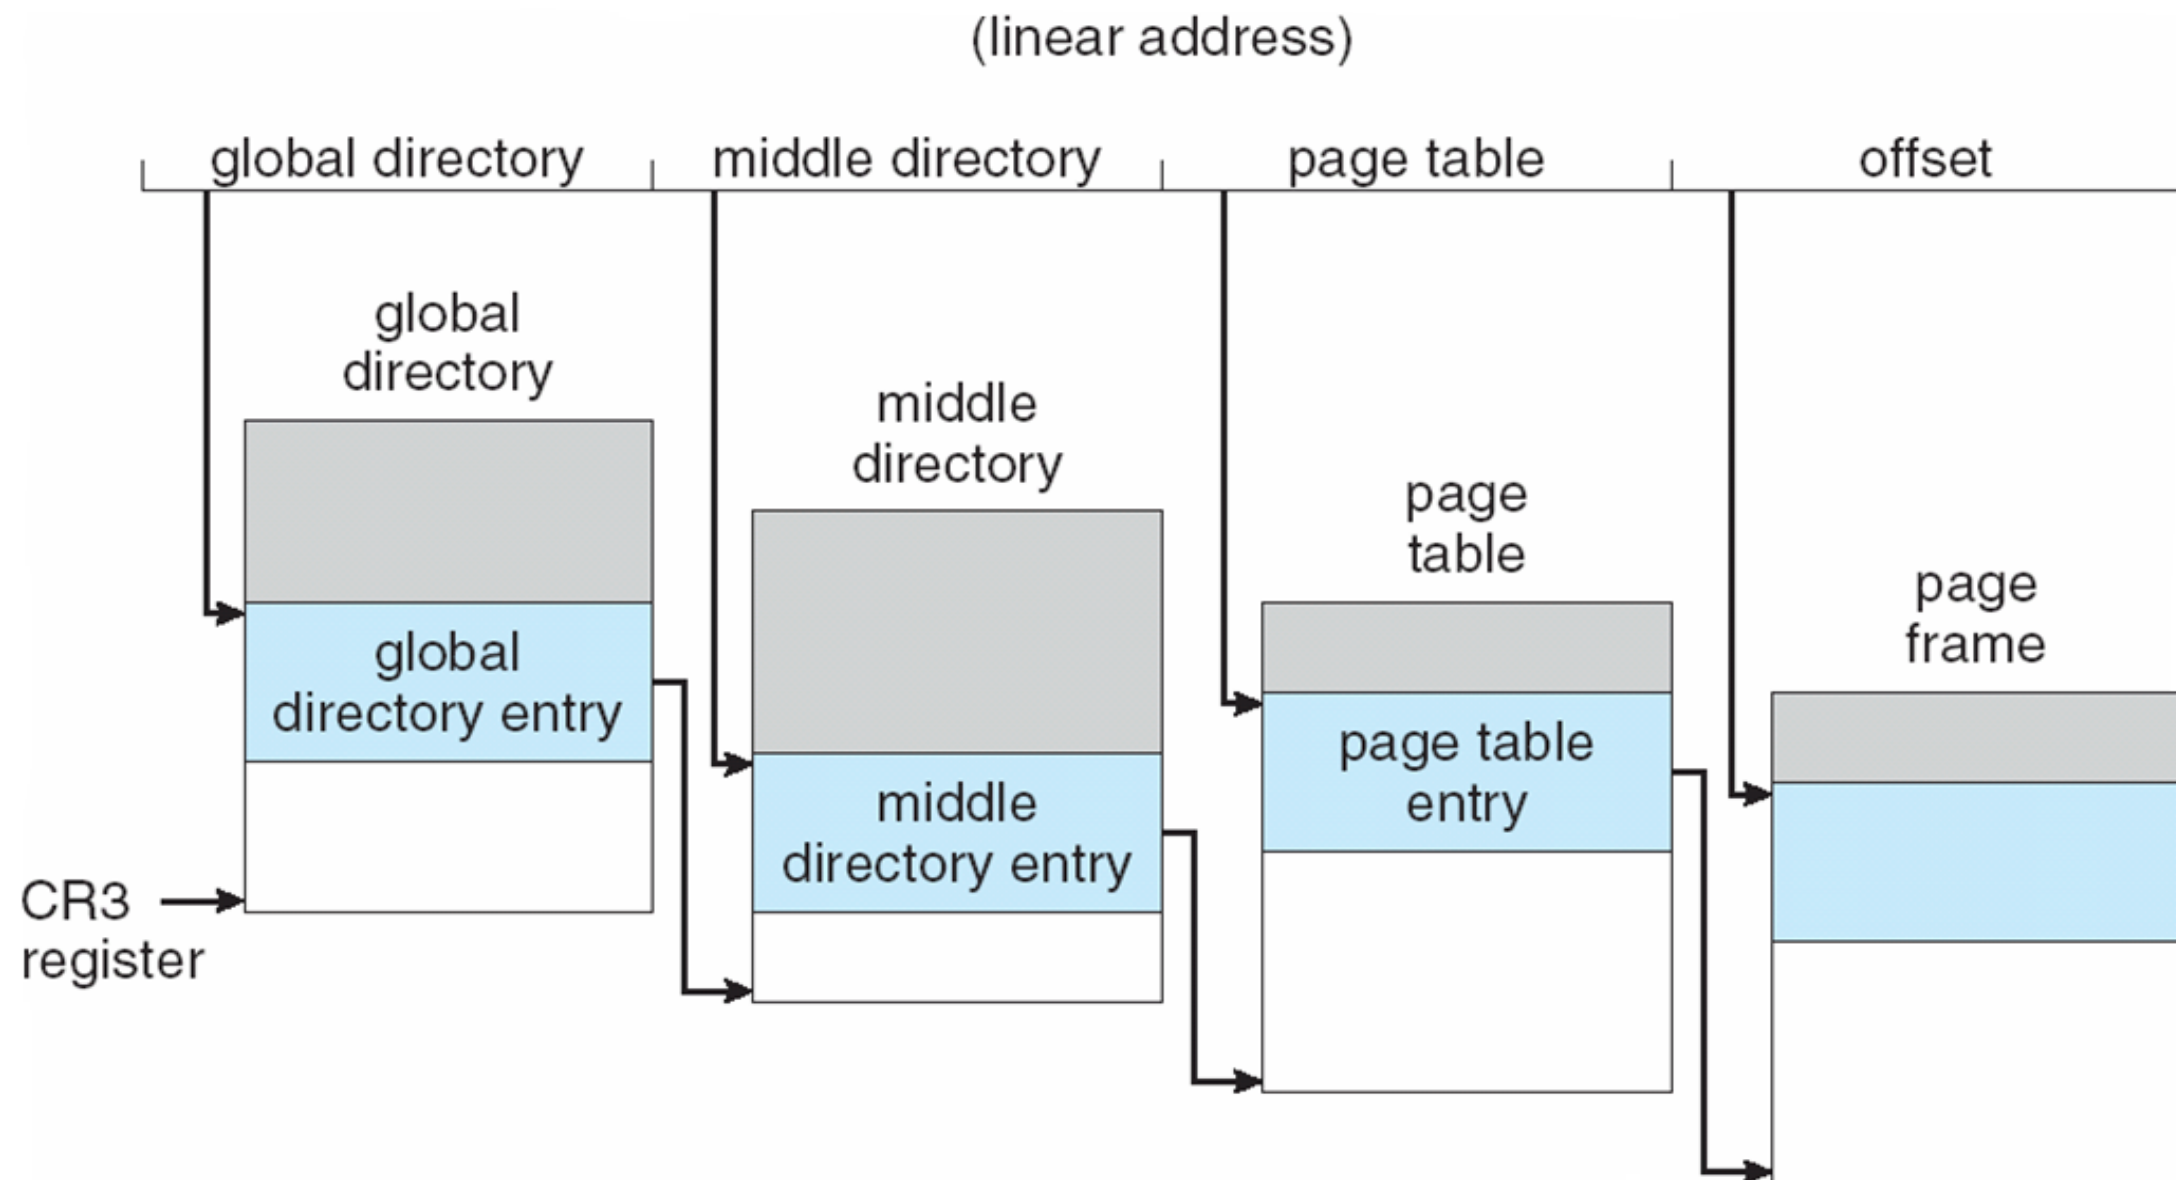 (linear address)
global directory
middle directory
page table
offset
global
directory
middle
directory
page
table
page
frame
global
directory entry
middle
directory entry
page table
entry
CR3
register